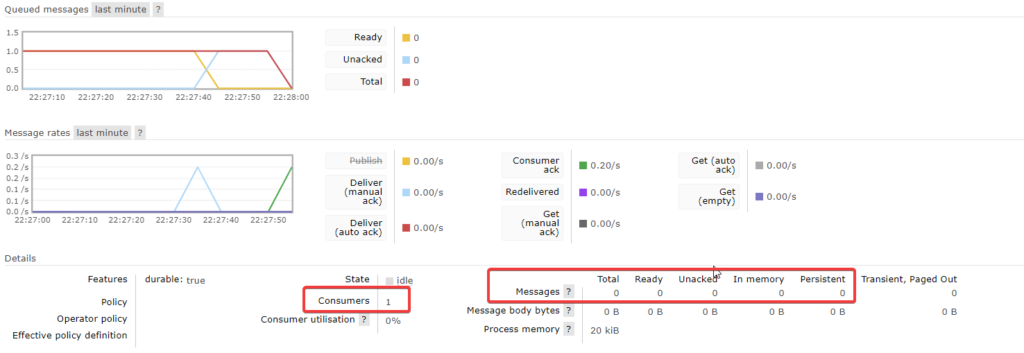 Queued messages last minute ?
1.5
1.0
0.5
0.0
22:27:10 22:27:20 22:27:30 22:27:40 22:27:50 22:28:00
Ready 0
Unacked 0
Total 0
Message rates last minute ?
0.3 /s
0.2 /s
0.2 /s
0.1 /s
0.1 /s
0.0 /s
22:27:00 22:27:10 22:27:20 22:27:30 22:27:40 22:27:50
Publish 0.00/s
Deliver
(manual
ack) 0.00/s
Deliver
(auto ack) 0.00/s
Consumer
ack 0.20/s
Redelivered 0.00/s
Get
(manual
ack) 0.00/s
Get (auto
ack) 0.00/s
Get
(empty) 0.00/s
Details
Features durable: true
Policy
Operator policy
Effective policy definition
State idle
Consumers 1
Consumer utilisation ? 0%
Total Ready Unacked In memory Persistent Transient, Paged Out
Messages ? 0 0 0 0 0 0
Message body bytes ? 0 B 0 B 0 B 0 B 0 B 0 B
Process memory ? 20 kiB